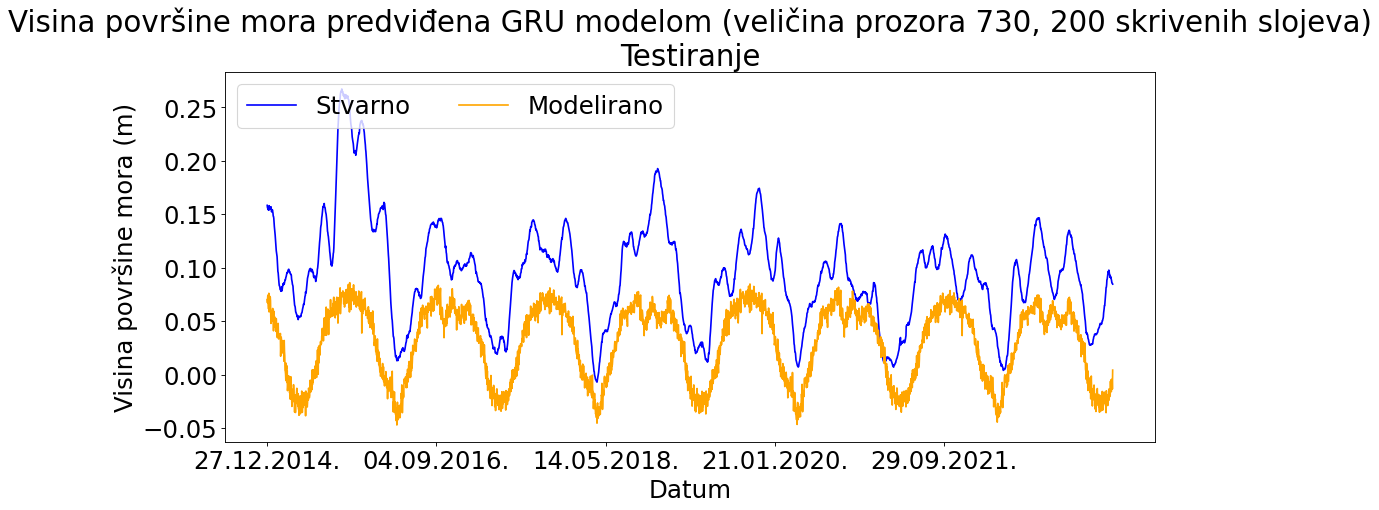 Visina površine mora predviđena GRU modelom (veličina prozora 730, 200 skrivenih slojeva)
Testiranje
Stvarno
Modelirano
Visina površine mora (m)
0.25
0.20
0.15
0.10
0.05
0.00
−0.05
27.12.2014.
04.09.2016.
14.05.2018.
21.01.2020.
29.09.2021.
Datum